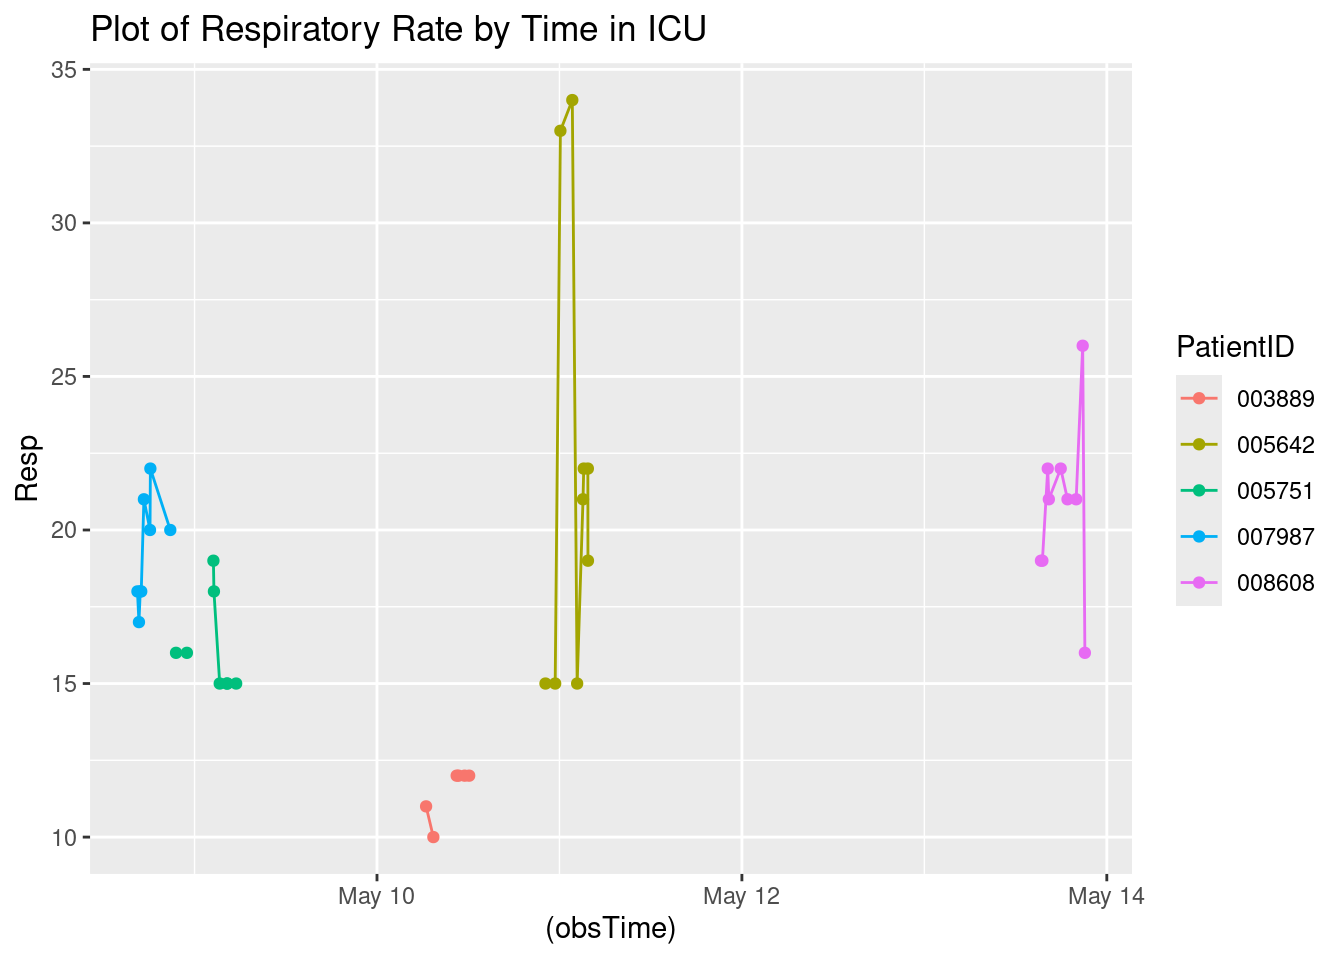 Plot of Respiratory Rate by Time in ICU
35
30
25
20
15
10
Resp
May 10
May 12
May 14
(obsTime)
PatientID
003889
005642
005751
007987
008608